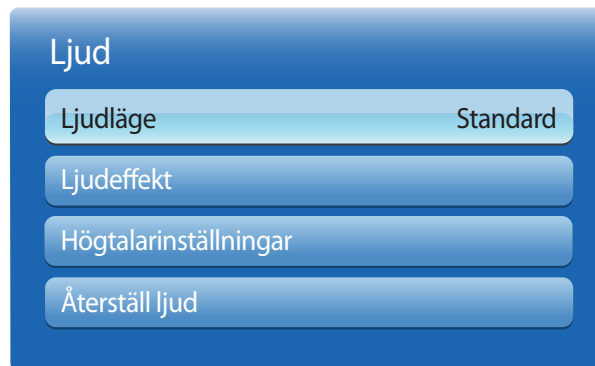 Ljud
Ljudläge Standard
Ljudeffekt
Högtalarinställningar
Återställ ljud